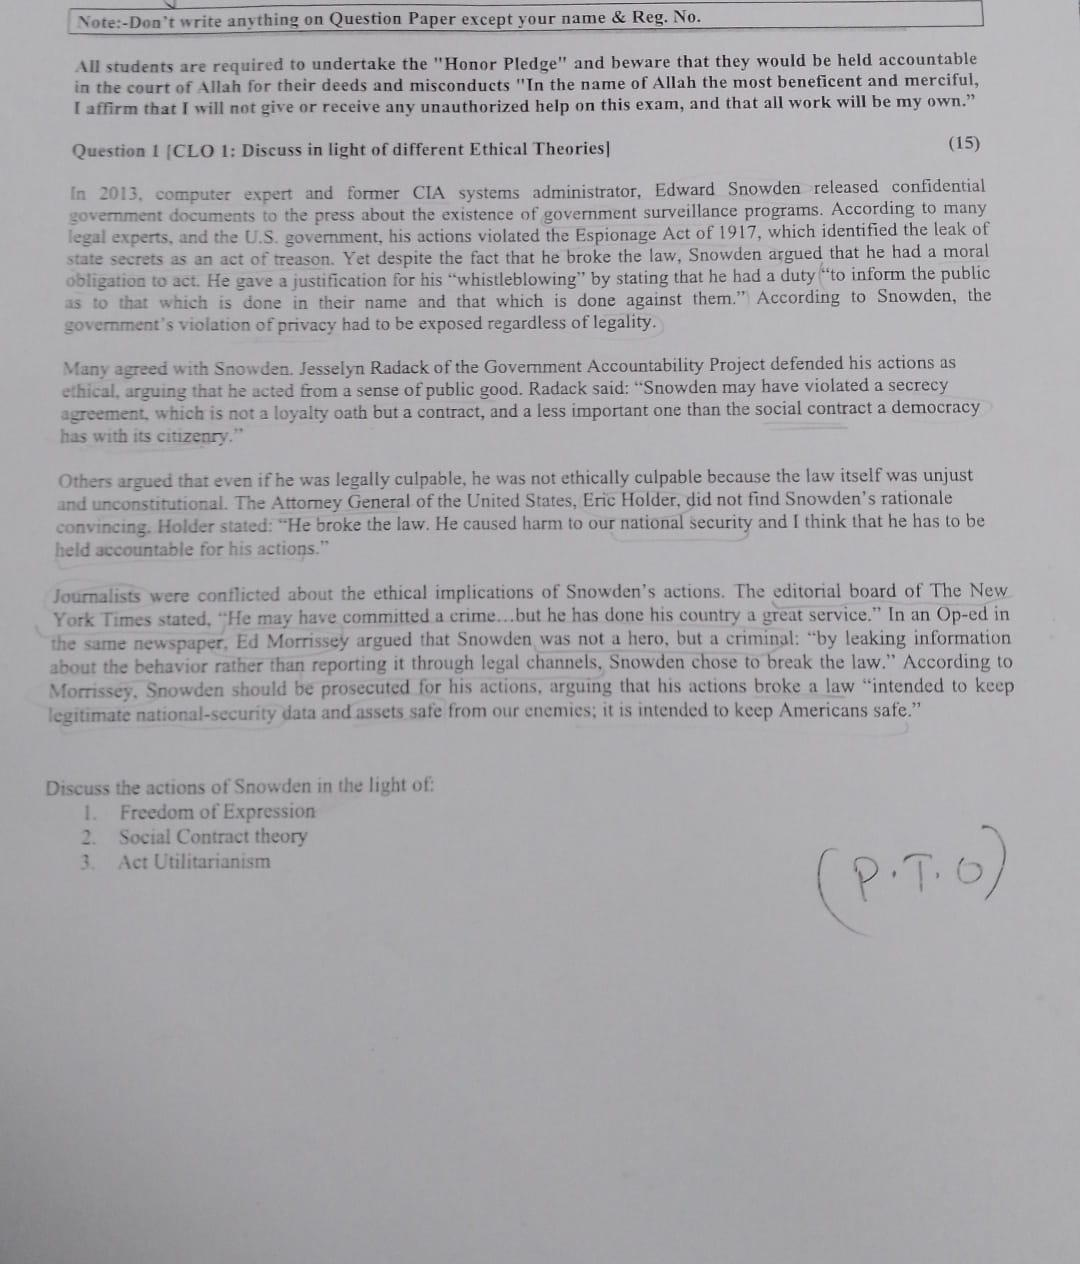 Note:-Don't write anything on Question Paper except your name & Reg. No.
All students are required to undertake the "Honor Pledge" and beware that they would be held accountable
in the court of Allah for their deeds and misconducts "In the name of Allah the most beneficent and merciful,
I affirm that I will not give or receive any unauthorized help on this exam, and that all work will be my own."
Question 1 [CLO 1: Discuss in light of different Ethical Theories] (15)
In 2013, computer expert and former CIA systems administrator, Edward Snowden released confidential
government documents to the press about the existence of government surveillance programs. According to many
legal experts, and the U.S. government, his actions violated the Espionage Act of 1917, which identified the leak of
state secrets as an act of treason. Yet despite the fact that he broke the law, Snowden argued that he had a moral
obligation to act. He gave a justification for his "whistleblowing" by stating that he had a duty "to inform the public
as to that which is done in their name and that which is done against them." According to Snowden, the
government's violation of privacy had to be exposed regardless of legality.
Many agreed with Snowden. Jesselyn Radack of the Government Accountability Project defended his actions as
ethical, arguing that he acted from a sense of public good. Radack said: "Snowden may have violated a secrecy
agreement, which is not a loyalty oath but a contract, and a less important one than the social contract a democracy
has with its citizenry."
Others argued that even if he was legally culpable, he was not ethically culpable because the law itself was unjust
and unconstitutional. The Attorney General of the United States, Eric Holder, did not find Snowden's rationale
convincing. Holder stated: "He broke the law. He caused harm to our national security and I think that he has to be
held accountable for his actions."
Journalists were conflicted about the ethical implications of Snowden's actions. The editorial board of The New
York Times stated, "He may have committed a crime...but he has done his country a great service." In an Op-ed in
the same newspaper, Ed Morrissey argued that Snowden was not a hero, but a criminal: "by leaking information
about the behavior rather than reporting it through legal channels, Snowden chose to break the law." According to
Morrissey, Snowden should be prosecuted for his actions, arguing that his actions broke a law "intended to keep
legitimate national-security data and assets safe from our enemies; it is intended to keep Americans safe."
Discuss the actions of Snowden in the light of:
1. Freedom of Expression
2. Social Contract theory
3. Act Utilitarianism
(P.T.O)